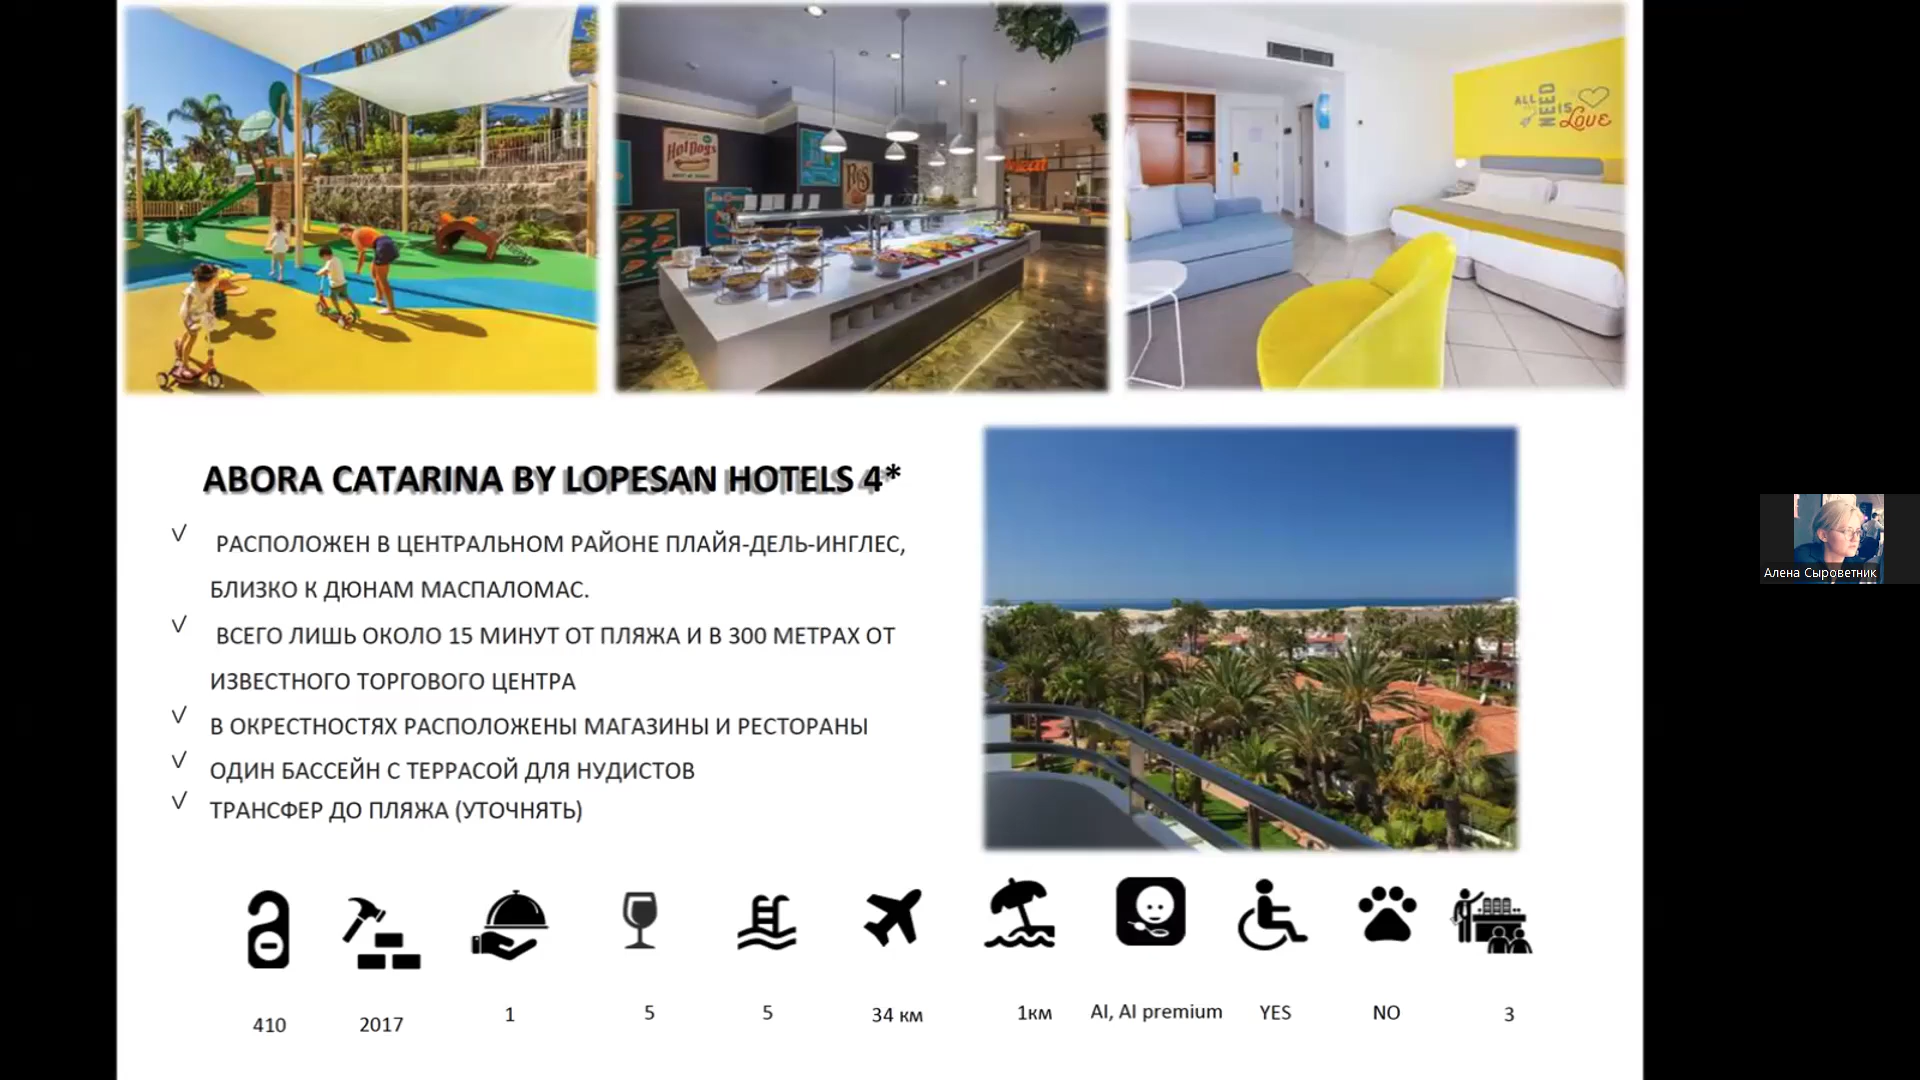 HotDogs
R&S
ALL
NEED
IS
Love
ABORA CATARINA BY LOPESAN HOTELS 4*
РАСПОЛОЖЕН В ЦЕНТРАЛЬНОМ РАЙОНЕ ПЛАЙЯ-ДЕЛЬ-ИНГЛЕС,
БЛИЗКО К ДЮНАМ МАСПАЛОМАС.
ВСЕГО ЛИШЬ ОКОЛО 15 МИНУТ ОТ ПЛЯЖА И В 300 МЕТРАХ ОТ
ИЗВЕСТНОГО ТОРГОВОГО ЦЕНТРА
В ОКРЕСТНОСТЯХ РАСПОЛОЖЕНЫ МАГАЗИНЫ И РЕСТОРАНЫ
ОДИН БАССЕЙН С ТЕРРАСОЙ ДЛЯ НУДИСТОВ
ТРАНСФЕР ДО ПЛЯЖА (УТОЧНЯТЬ)
Алена Сыроветник
410 2017 1 5 5 34 км 1км AI, AI premium YES NO 3